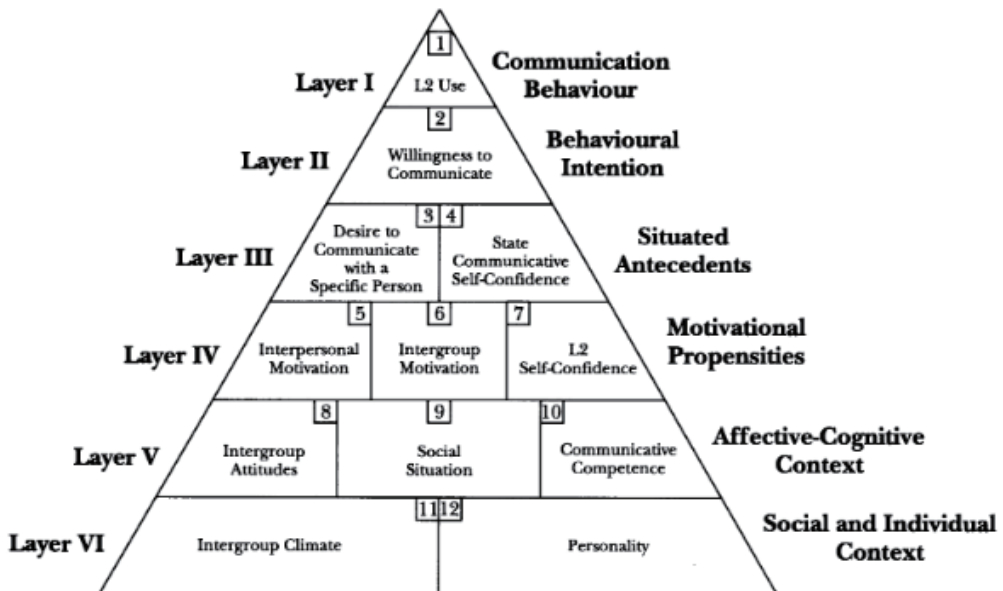 1
Layer I
L2 Use
Communication
Behaviour
2
Layer II
Willingness to
Communicate
Behavioural
Intention
3 4
Layer III
Desire to
Communicate
with a
Specific Person
State
Communicative
Self-Confidence
Situated
Antecedents
5 6 7
Layer IV
Interpersonal
Motivation
Intergroup
Motivation
L2
Self-Confidence
Motivational
Propensities
8 9 10
Layer V
Intergroup
Attitudes
Social
Situation
Communicative
Competence
Affective-Cognitive
Context
11 12
Layer VI
Intergroup Climate
Personality
Social and Individual
Context